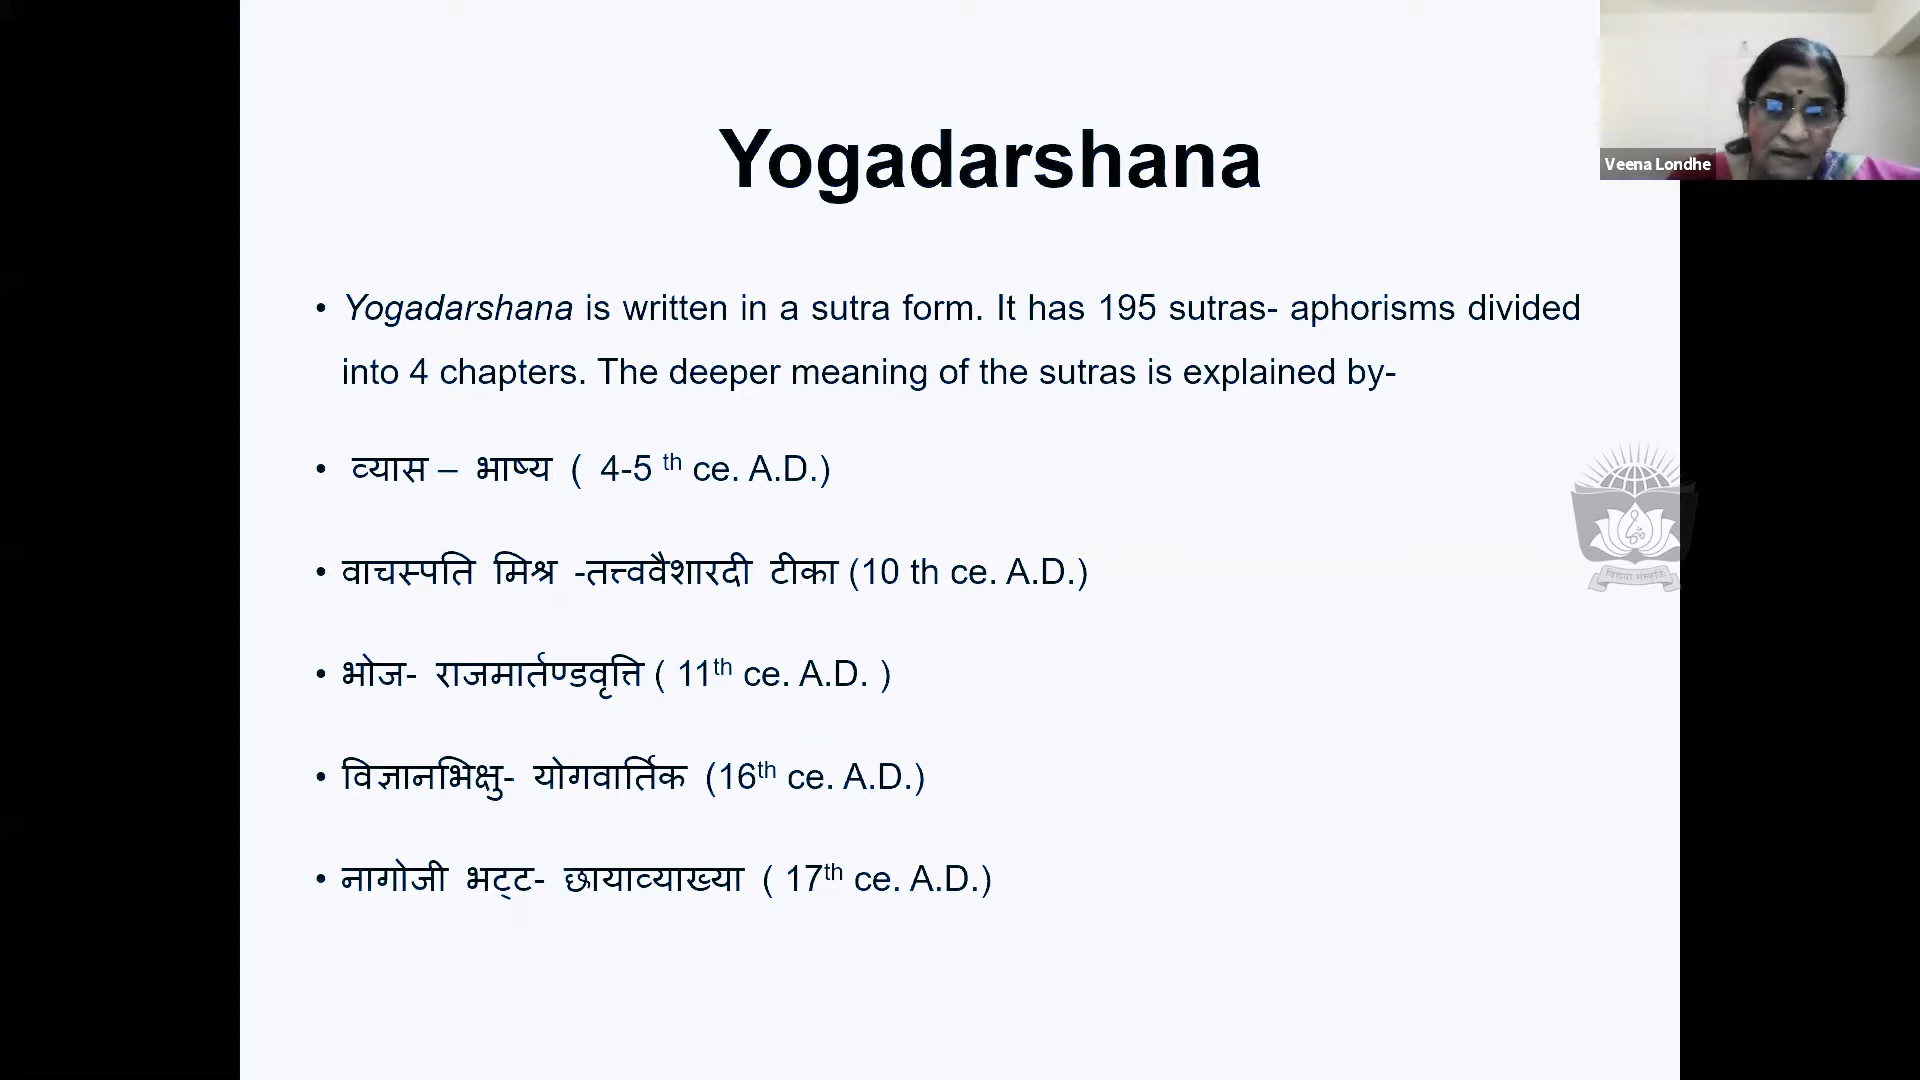 Yogadarshana
Veena Londhe
• Yogadarshana is written in a sutra form. It has 195 sutras- aphorisms divided
into 4 chapters. The deeper meaning of the sutras is explained by-
• व्यास – भाष्य ( 4-5 th ce. A.D.)
• वाचस्पति मिश्र -तत्त्ववैशारदी टीका (10 th ce. A.D.)
• भोज- राजमार्तण्डवृत्ति ( 11th ce. A.D. )
• विज्ञानभिक्षु- योगवार्तिक (16th ce. A.D.)
• नागोजी भट्ट- छायाव्याख्या ( 17th ce. A.D.)